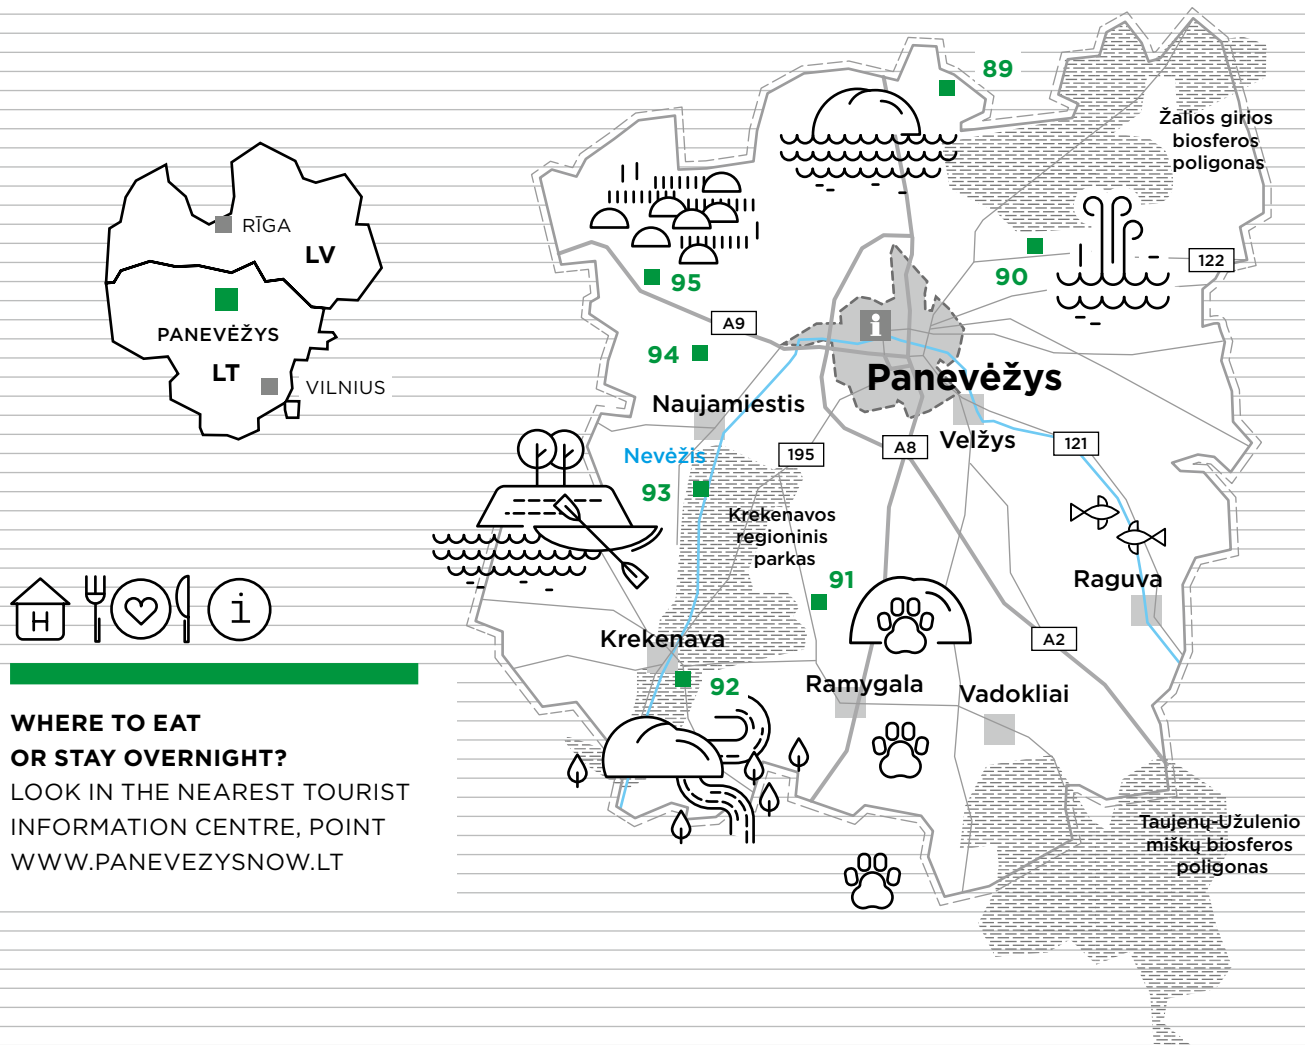 RĪGA
LV
PANEVĖŽYS
LT
VILNIUS
H
i
WHERE TO EAT
OR STAY OVERNIGHT?
LOOK IN THE NEAREST TOURIST
INFORMATION CENTRE, POINT
WWW.PANEVEZYSNOW.LT
89
Žalios girios
biosferos
poligonas
90
122
95
A9
i
94
Panevėžys
Naujamiestis
Velžys
121
Nevėžis
195
A8
93
Krekenavos
regioninis
parkas
91
Raguva
Krekenava
A2
92
Ramygala
Vadokliai
Taujenų-Užulenio
miškų biosferos
poligonas